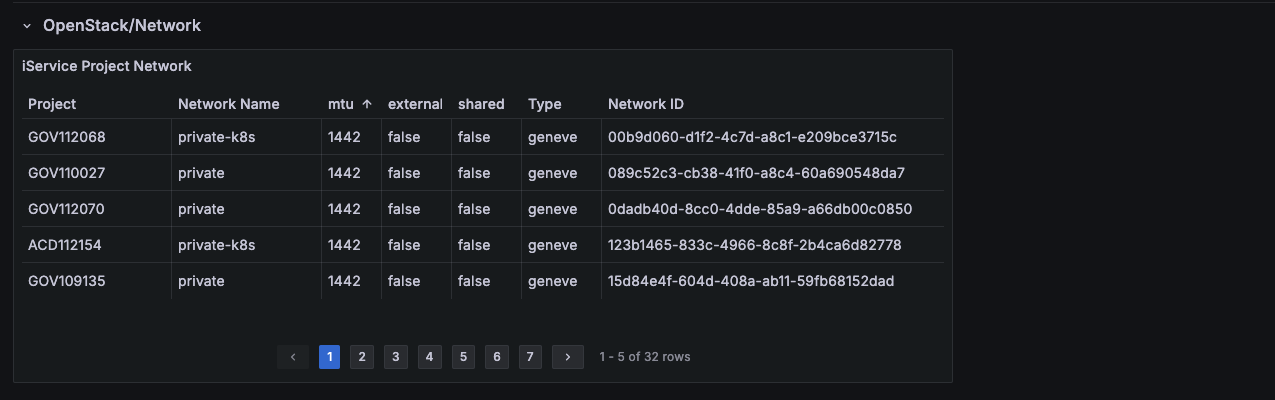 OpenStack/Network
iService Project Network
Project Network Name mtu external shared Type Network ID
GOV112068 private-k8s 1442 false false geneve 00b9d060-d1f2-4c7d-a8c1-e209bce3715c
GOV110027 private 1442 false false geneve 089c52c3-cb38-41f0-a8c4-60a690548da7
GOV112070 private 1442 false false geneve 0dadb40d-8cc0-4dde-85a9-a66db00c0850
ACD112154 private-k8s 1442 false false geneve 123b1465-833c-4966-8c8f-2b4ca6d82778
GOV109135 private 1442 false false geneve 15d84e4f-604d-408a-ab11-59fb68152dad
1 2 3 4 5 6 7 1 - 5 of 32 rows